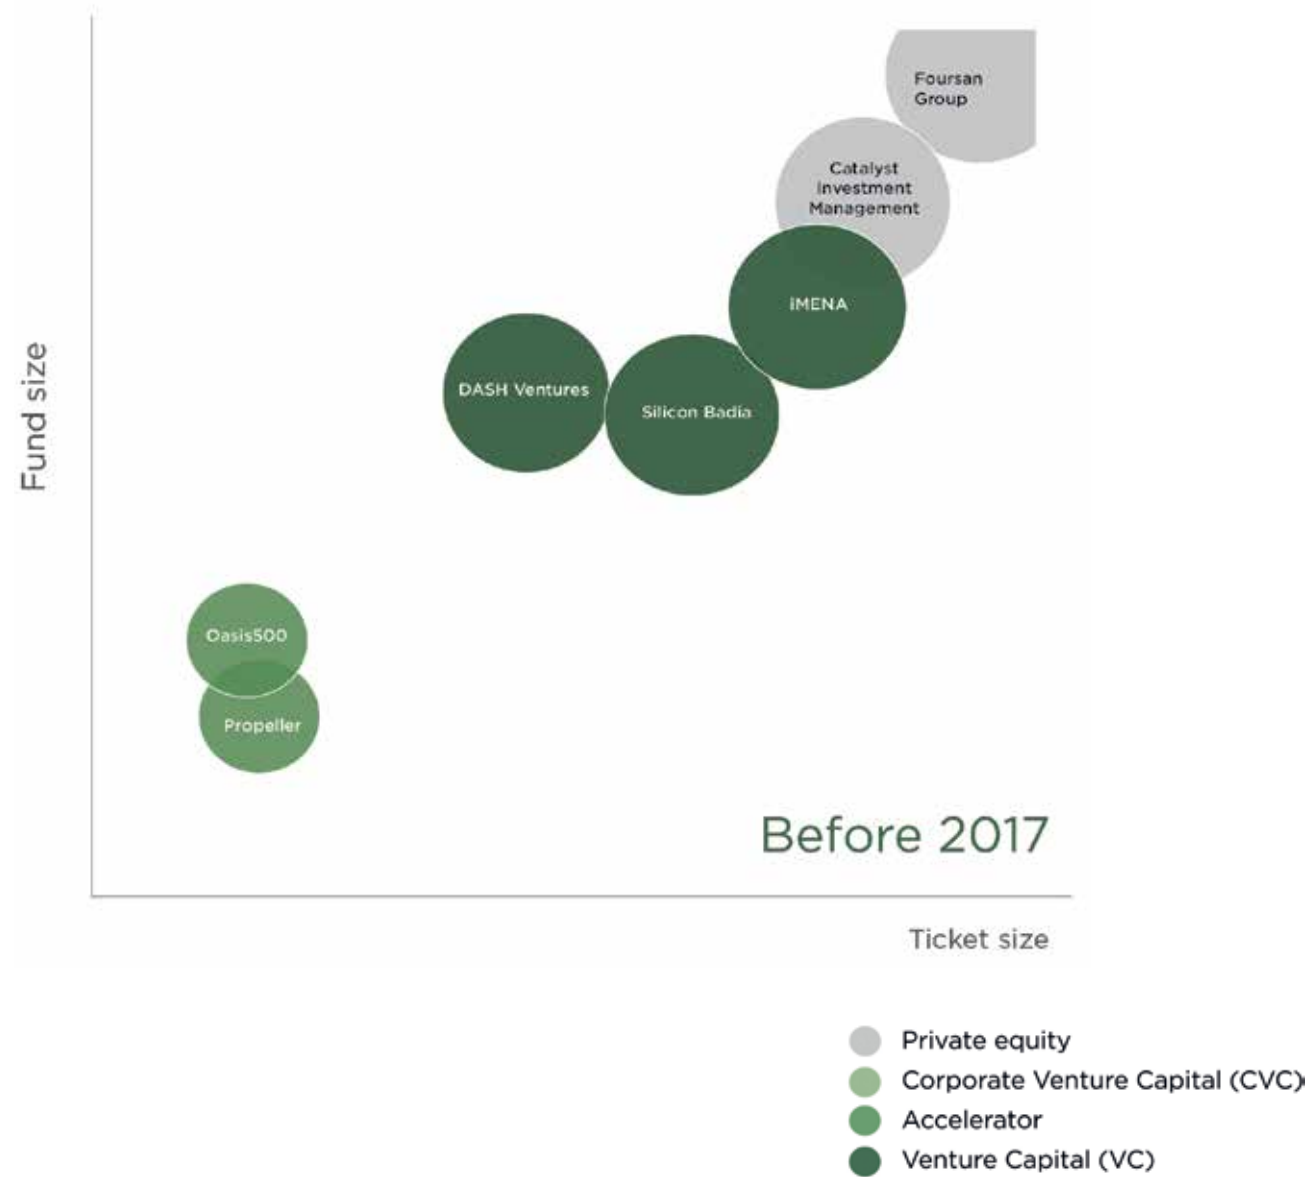 Foursan
Group
Catalyst
Investment
Management
iMENA
DASH Ventures
Silicon Badia
Fund size
Oasis500
Propeller
Before 2017
Ticket size
Private equity
Corporate Venture Capital (CVC)
Accelerator
Venture Capital (VC)